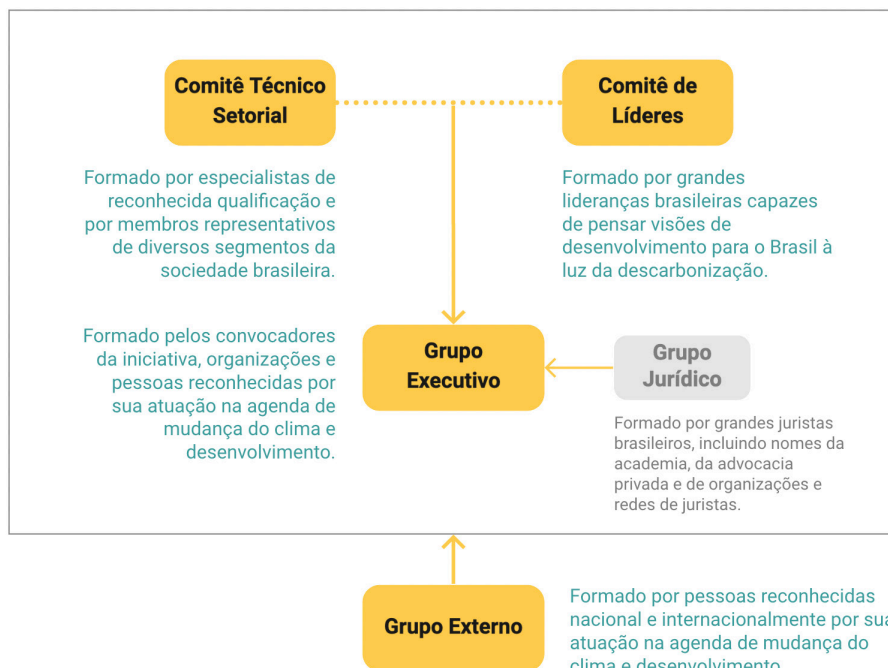 Comitê Técnico
Setorial
Comitê de
Líderes
Formado por especialistas de
reconhecida qualificação e
por membros representativos
de diversos segmentos da
sociedade brasileira.
Formado por grandes
lideranças brasileiras capazes
de pensar visões de
desenvolvimento para o Brasil à
luz da descarbonização.
Formado pelos convocadores
da iniciativa, organizações e
pessoas reconhecidas por
sua atuação na agenda de
mudança do clima e
desenvolvimento.
Grupo
Executivo
Grupo
Jurídico
Formado por grandes juristas
brasileiros, incluindo nomes da
academia, da advocacia
privada e de organizações e
redes de juristas.
Grupo Externo
Formado por pessoas reconhecidas
nacional e internacionalmente por sua
atuação na agenda de mudança do
clima e desenvolvimento